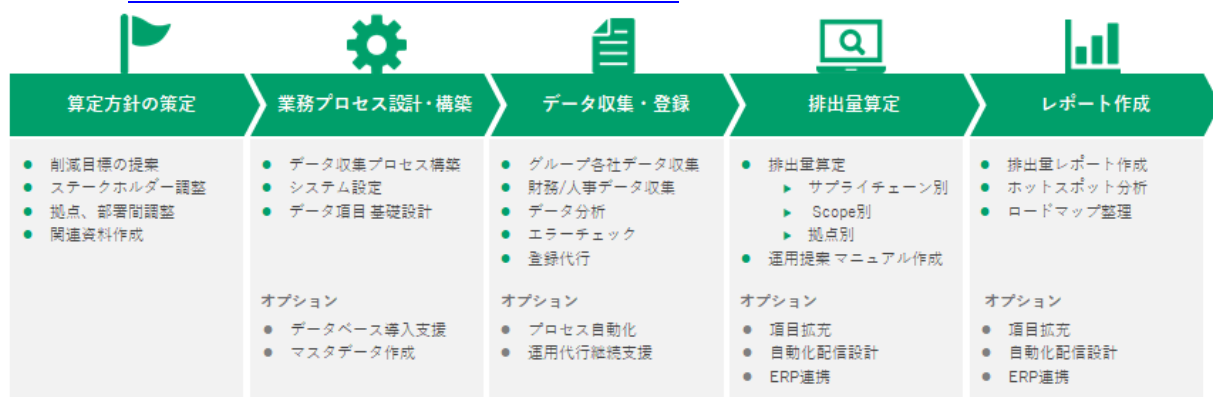 算定方針の策定
業務プロセス設計・構築
データ収集・登録
排出量算定
レポート作成
削減目標の提案
ステークホルダー調整
拠点、部署間調整
関連資料作成
データ収集プロセス構築
システム設定
データ項目 基礎設計
オプション
データベース導入支援
マスタデータ作成
グループ各社データ収集
財務/人事データ収集
データ分析
エラーチェック
登録代行
オプション
プロセス自動化
運用代行継続支援
排出量算定
サプライチェーン別
Scope別
拠点別
運用提案 マニュアル作成
オプション
項目拡充
自動化配信設計
ERP連携
排出量レポート作成
ホットスポット分析
ロードマップ整理
オプション
項目拡充
自動化配信設計
ERP連携